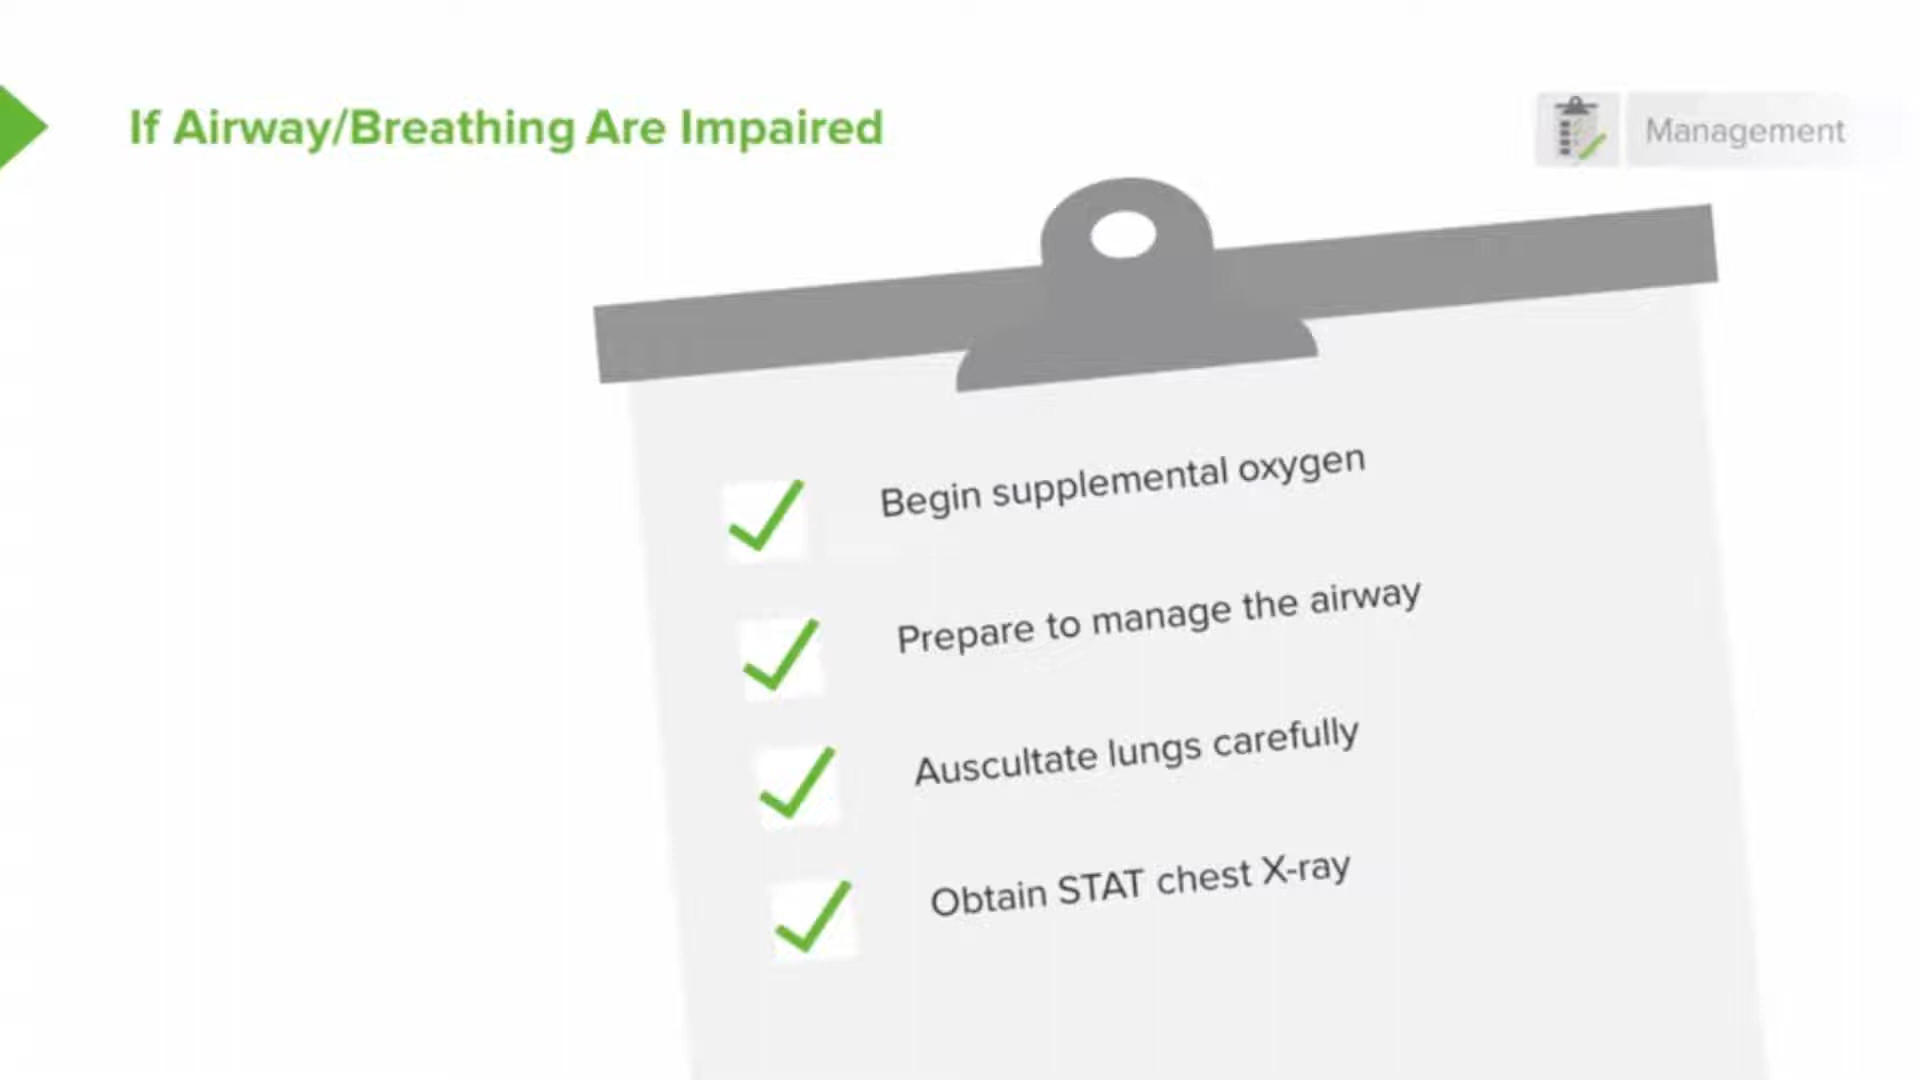 If Airway/Breathing Are Impaired
Management
Begin supplemental oxygen
Prepare to manage the airway
Auscultate lungs carefully
Obtain STAT chest X-ray